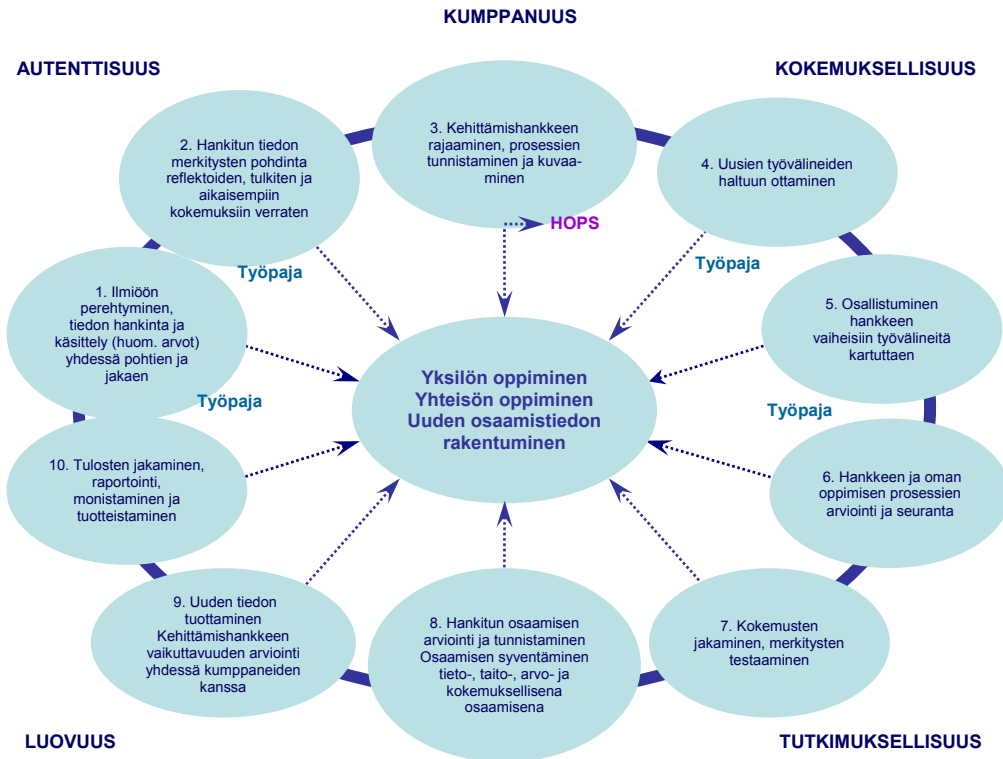 KUMPPANUUS
AUTENTTISUUS
KOKEMUKSELLISUUS
2. Hankitun tiedon
merkitysten pohdinta
reflektoiden, tulkiten ja
aikaisempiin
kokemuksiin verraten
3. Kehittämishankkeen
rajaaminen, prosessien
tunnistaminen ja kuvaa-
minen
4. Uusien työvälineiden
haltuun ottaminen
HOPS
Työpaja
Työpaja
1. Ilmiöön
perehtyminen,
tiedon hankinta ja
käsittely (huom. arvot)
yhdessä pohtien ja
jakaen
5. Osallistuminen
hankkeen
vaiheisiin työvälineitä
kartuttaen
Yksilön oppiminen
Yhteisön oppiminen
Uuden osaamistiedon
rakentuminen
Työpaja
Työpaja
10. Tulosten jakaminen,
raportointi,
monistaminen ja
tuotteistaminen
6. Hankkeen ja oman
oppimisen prosessien
arviointi ja seuranta
9. Uuden tiedon
tuottaminen
Kehittämishankkeen
vaikuttavuuden arviointi
yhdessä kumppaneiden
kanssa
8. Hankitun osaamisen
arviointi ja tunnistaminen
Osaamisen syventäminen
tieto-, taito-, arvo- ja
kokemuksellisena
osaamisena
7. Kokemusten
jakaminen, merkitysten
testaaminen
LUOVUUS
TUTKIMUKSELLISUUS